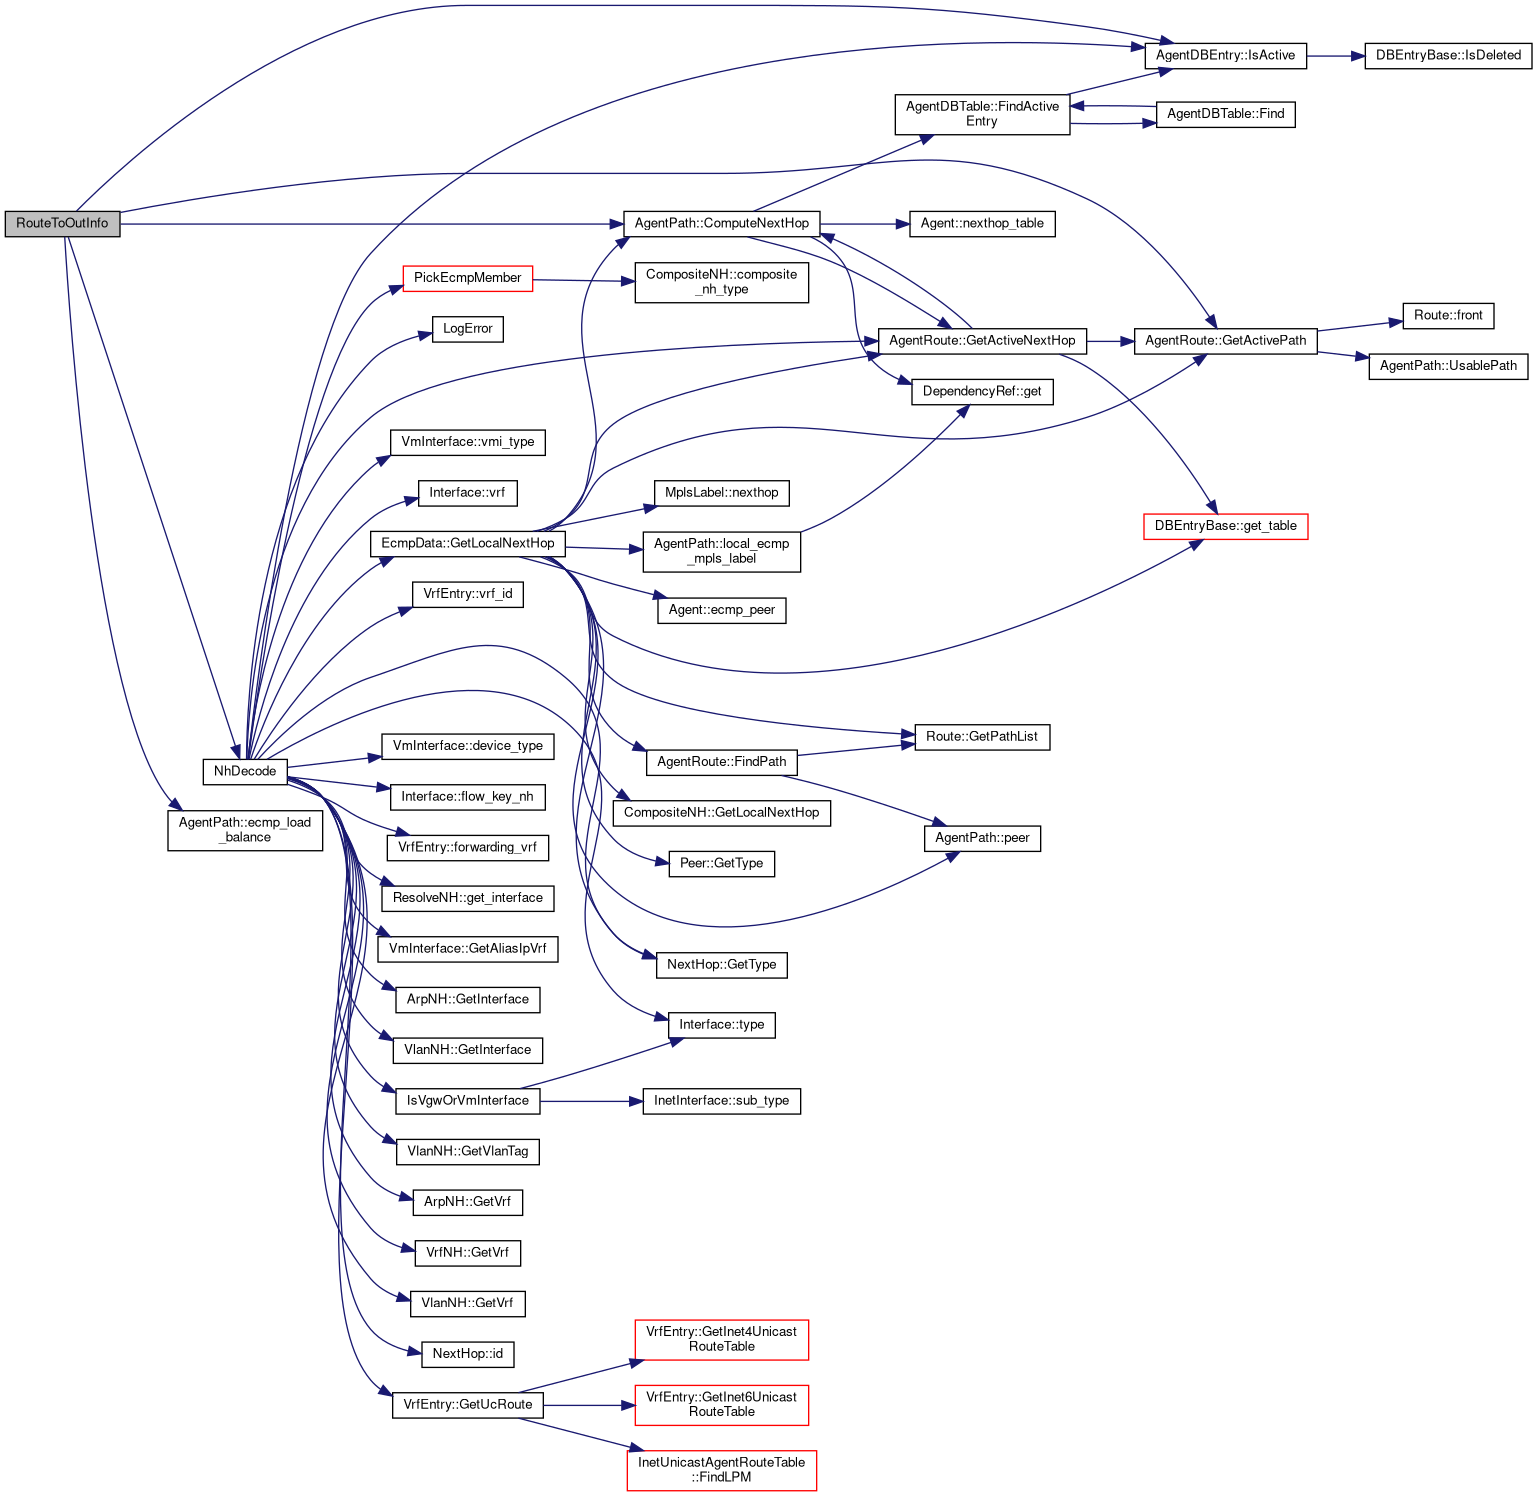 RouteToOutInfo
NhDecode
AgentPath::ecmp_load
_balance
PickEcmpMember
LogError
VmInterface::vmi_type
Interface::vrf
EcmpData::GetLocalNextHop
VrfEntry::vrf_id
VmInterface::device_type
Interface::flow_key_nh
VrfEntry::forwarding_vrf
ResolveNH::get_interface
VmInterface::GetAliasIpVrf
ArpNH::GetInterface
VlanNH::GetInterface
IsVgwOrVmInterface
VlanNH::GetVlanTag
ArpNH::GetVrf
VrfNH::GetVrf
VlanNH::GetVrf
NextHop::id
VrfEntry::GetUcRoute
AgentPath::ComputeNextHop
CompositeNH::composite
_nh_type
MplsLabel::nexthop
AgentPath::local_ecmp
_mpls_label
Agent::ecmp_peer
AgentRoute::FindPath
CompositeNH::GetLocalNextHop
Peer::GetType
NextHop::GetType
Interface::type
InetInterface::sub_type
VrfEntry::GetInet4Unicast
RouteTable
VrfEntry::GetInet6Unicast
RouteTable
InetUnicastAgentRouteTable
::FindLPM
AgentDBTable::FindActive
Entry
Agent::nexthop_table
AgentRoute::GetActiveNextHop
DependencyRef::get
Route::GetPathList
AgentPath::peer
AgentDBEntry::IsActive
AgentDBTable::Find
AgentRoute::GetActivePath
DBEntryBase::get_table
DBEntryBase::IsDeleted
Route::front
AgentPath::UsablePath